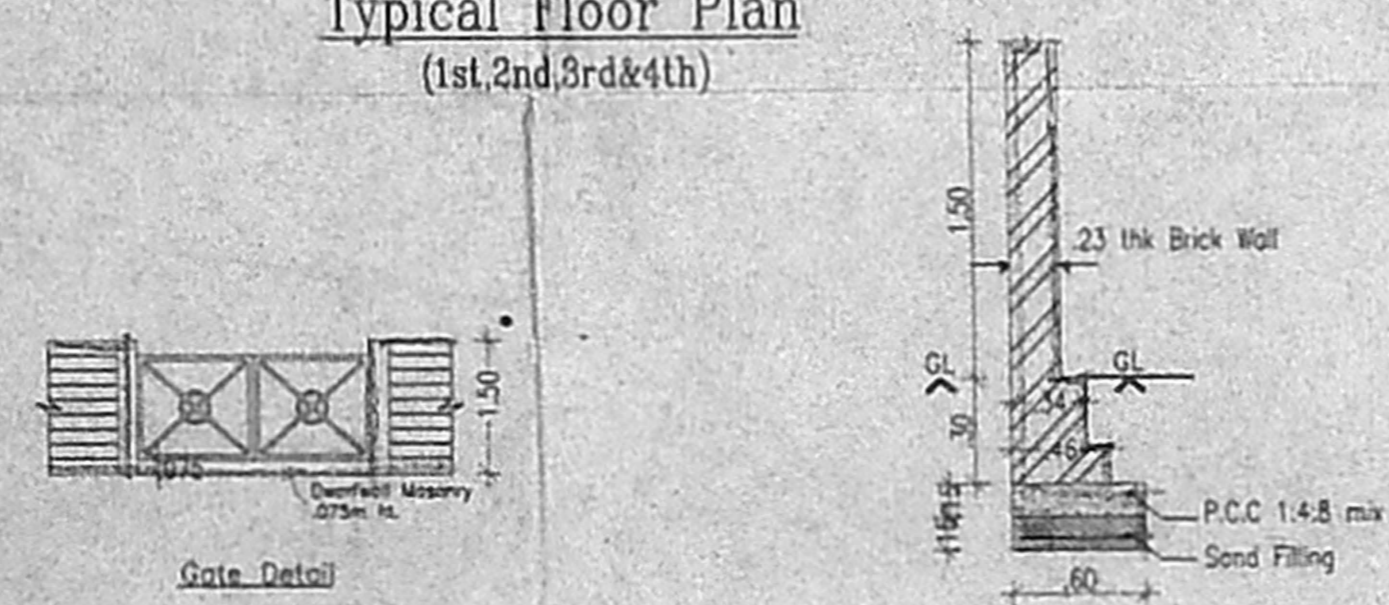 Typical Floor Plan
(1st,2nd,3rd&4th)
1.50
.23 thk Brick Wall
GL
GL
1.50
.34
.46
.075
Dwarfwall Masonry
.075m ht.
.15
P.C.C 1:4:8 mix
Sand Filling
.60
Gate Detail